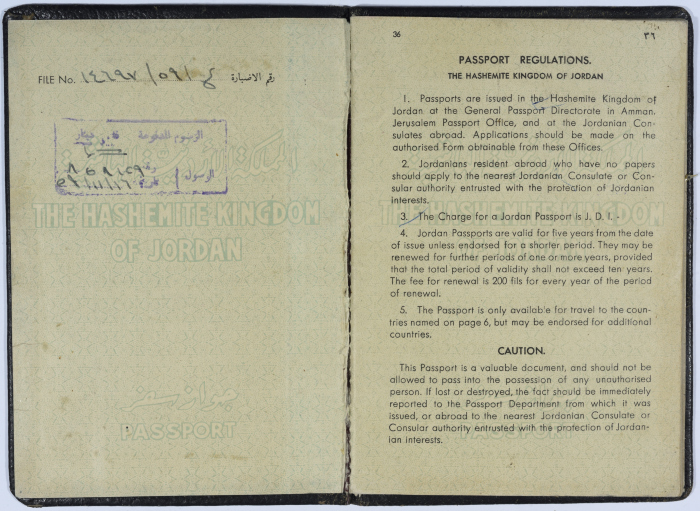 FILE No. ١٤٦٩٧/٥٩/ع رقم الاضبارة
الرسوم المدفوعة
دينار
الرسوم
THE HASHEMITE KINGDOM
OF JORDAN
جواز سفر
PASSPORT
36
٣٦
PASSPORT REGULATIONS.
THE HASHEMITE KINGDOM OF JORDAN
1. Passports are issued in the Hashemite Kingdom of
Jordan at the General Passport Directorate in Amman,
Jerusalem Passport Office, and at the Jordanian Con-
sulates abroad. Applications should be made on the
authorised Form obtainable from these Offices.
2. Jordanians resident abroad who have no papers
should apply to the nearest Jordanian Consulate or Con-
sular authority entrusted with the protection of Jordanian
interests.
3. The Charge for a Jordan Passport is J. D. I. -
4. Jordan Passports are valid for five years from the date
of issue unless endorsed for a shorter period. They may be
renewed for further periods of one or more years, provided
that the total period of validity shall not exceed ten years.
The fee for renewal is 200 fils for every year of the period
of renewal.
5. The Passport is only available for travel to the coun-
tries named on page 6, but may be endorsed for additional
countries.
CAUTION.
This Passport is a valuable document, and should not be
allowed to pass into the possession of any unauthorised
person. If lost or destroyed, the fact should be immediately
reported to the Passport Department from which it was
issued, or abroad to the nearest Jordanian Consulate or
Consular authority entrusted with the protection of Jordan-
ian interests.